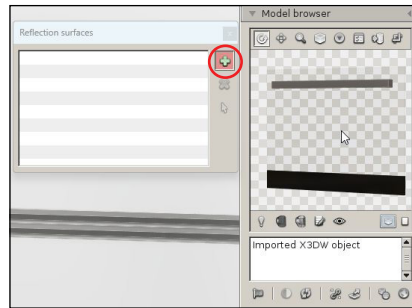 Reflection surfaces
Model browser
Imported X3DW object